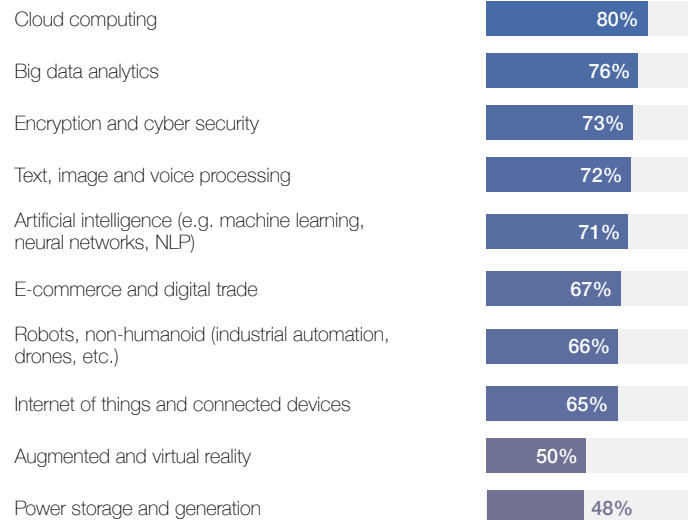 Cloud computing 80%
Big data analytics 76%
Encryption and cyber security 73%
Text, image and voice processing 72%
Artificial intelligence (e.g. machine learning,
neural networks, NLP) 71%
E-commerce and digital trade 67%
Robots, non-humanoid (industrial automation,
drones, etc.) 66%
Internet of things and connected devices 65%
Augmented and virtual reality 50%
Power storage and generation 48%